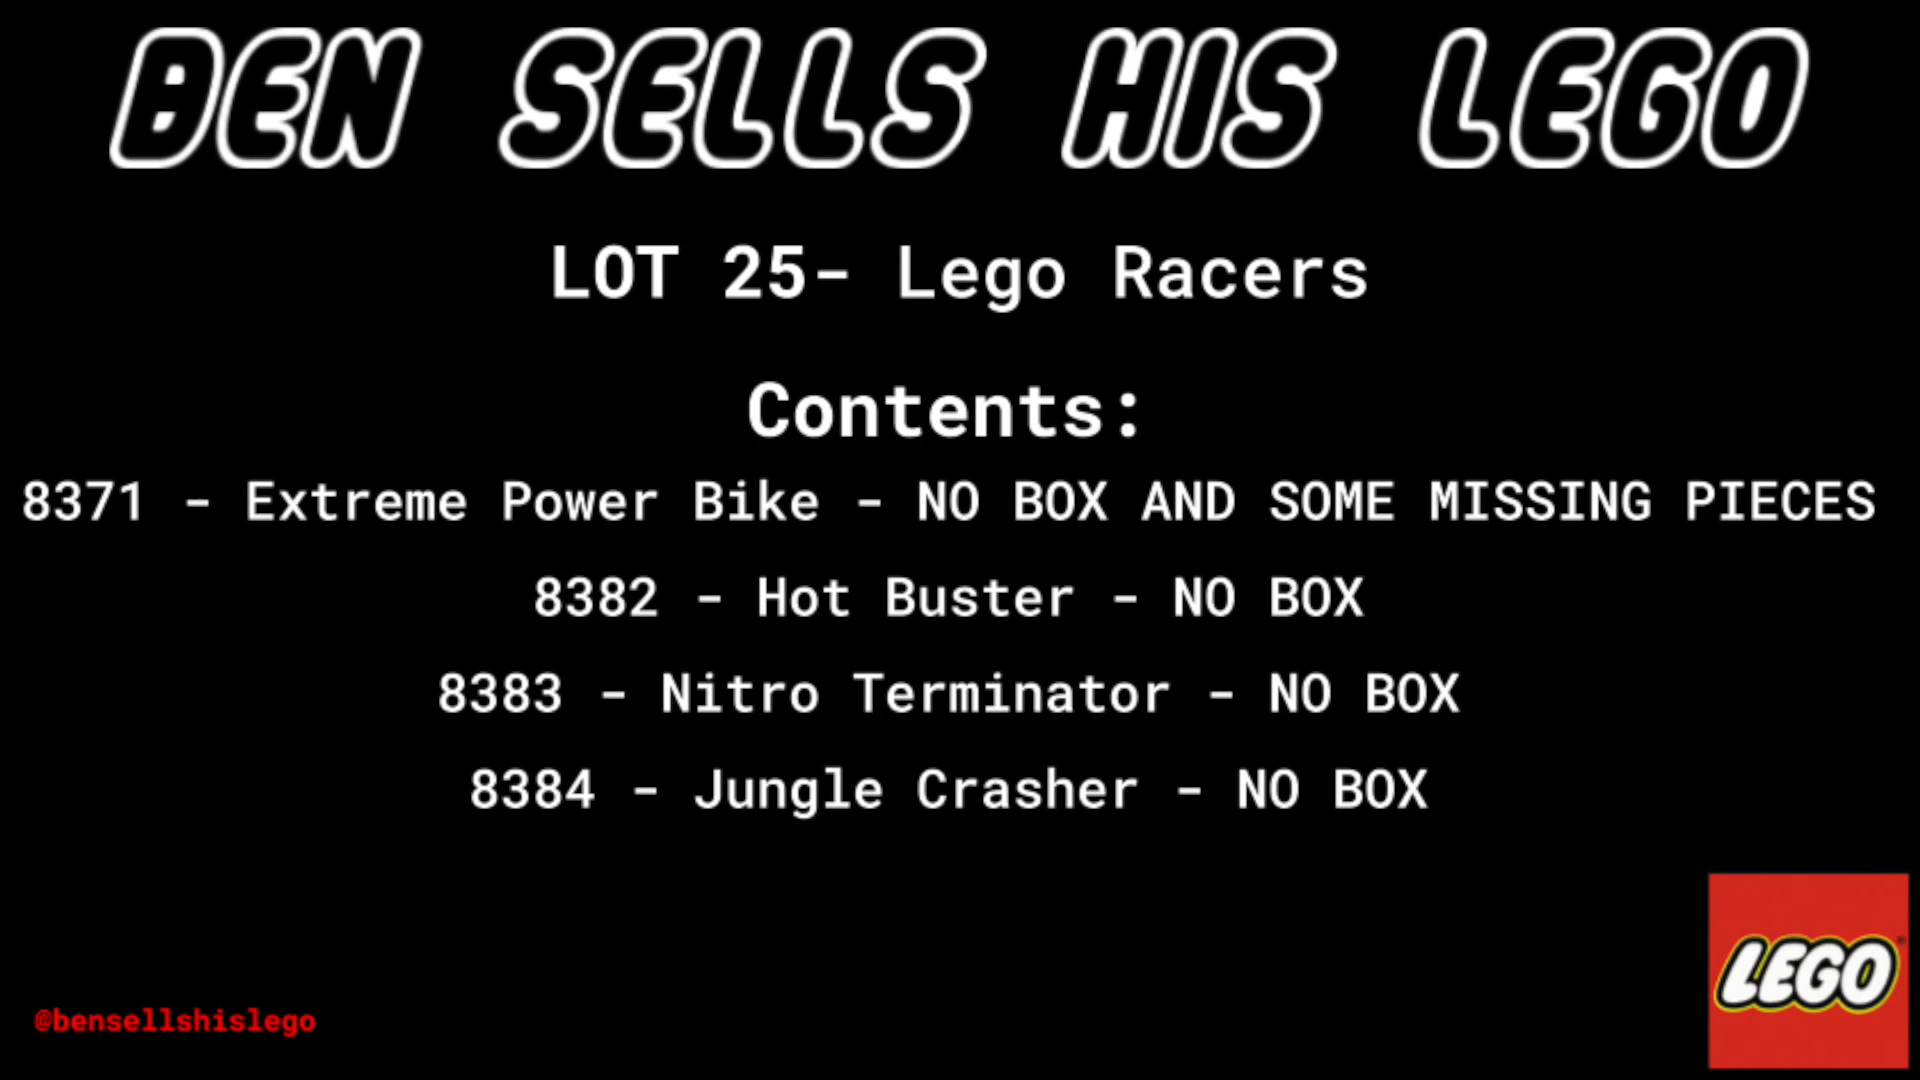 BEN SELLS HIS LEGO
LOT 25- Lego Racers
Contents:
8371 - Extreme Power Bike - NO BOX AND SOME MISSING PIECES
8382 - Hot Buster - NO BOX
8383 - Nitro Terminator - NO BOX
8384 - Jungle Crasher - NO BOX
LEGO
@bensellshislego